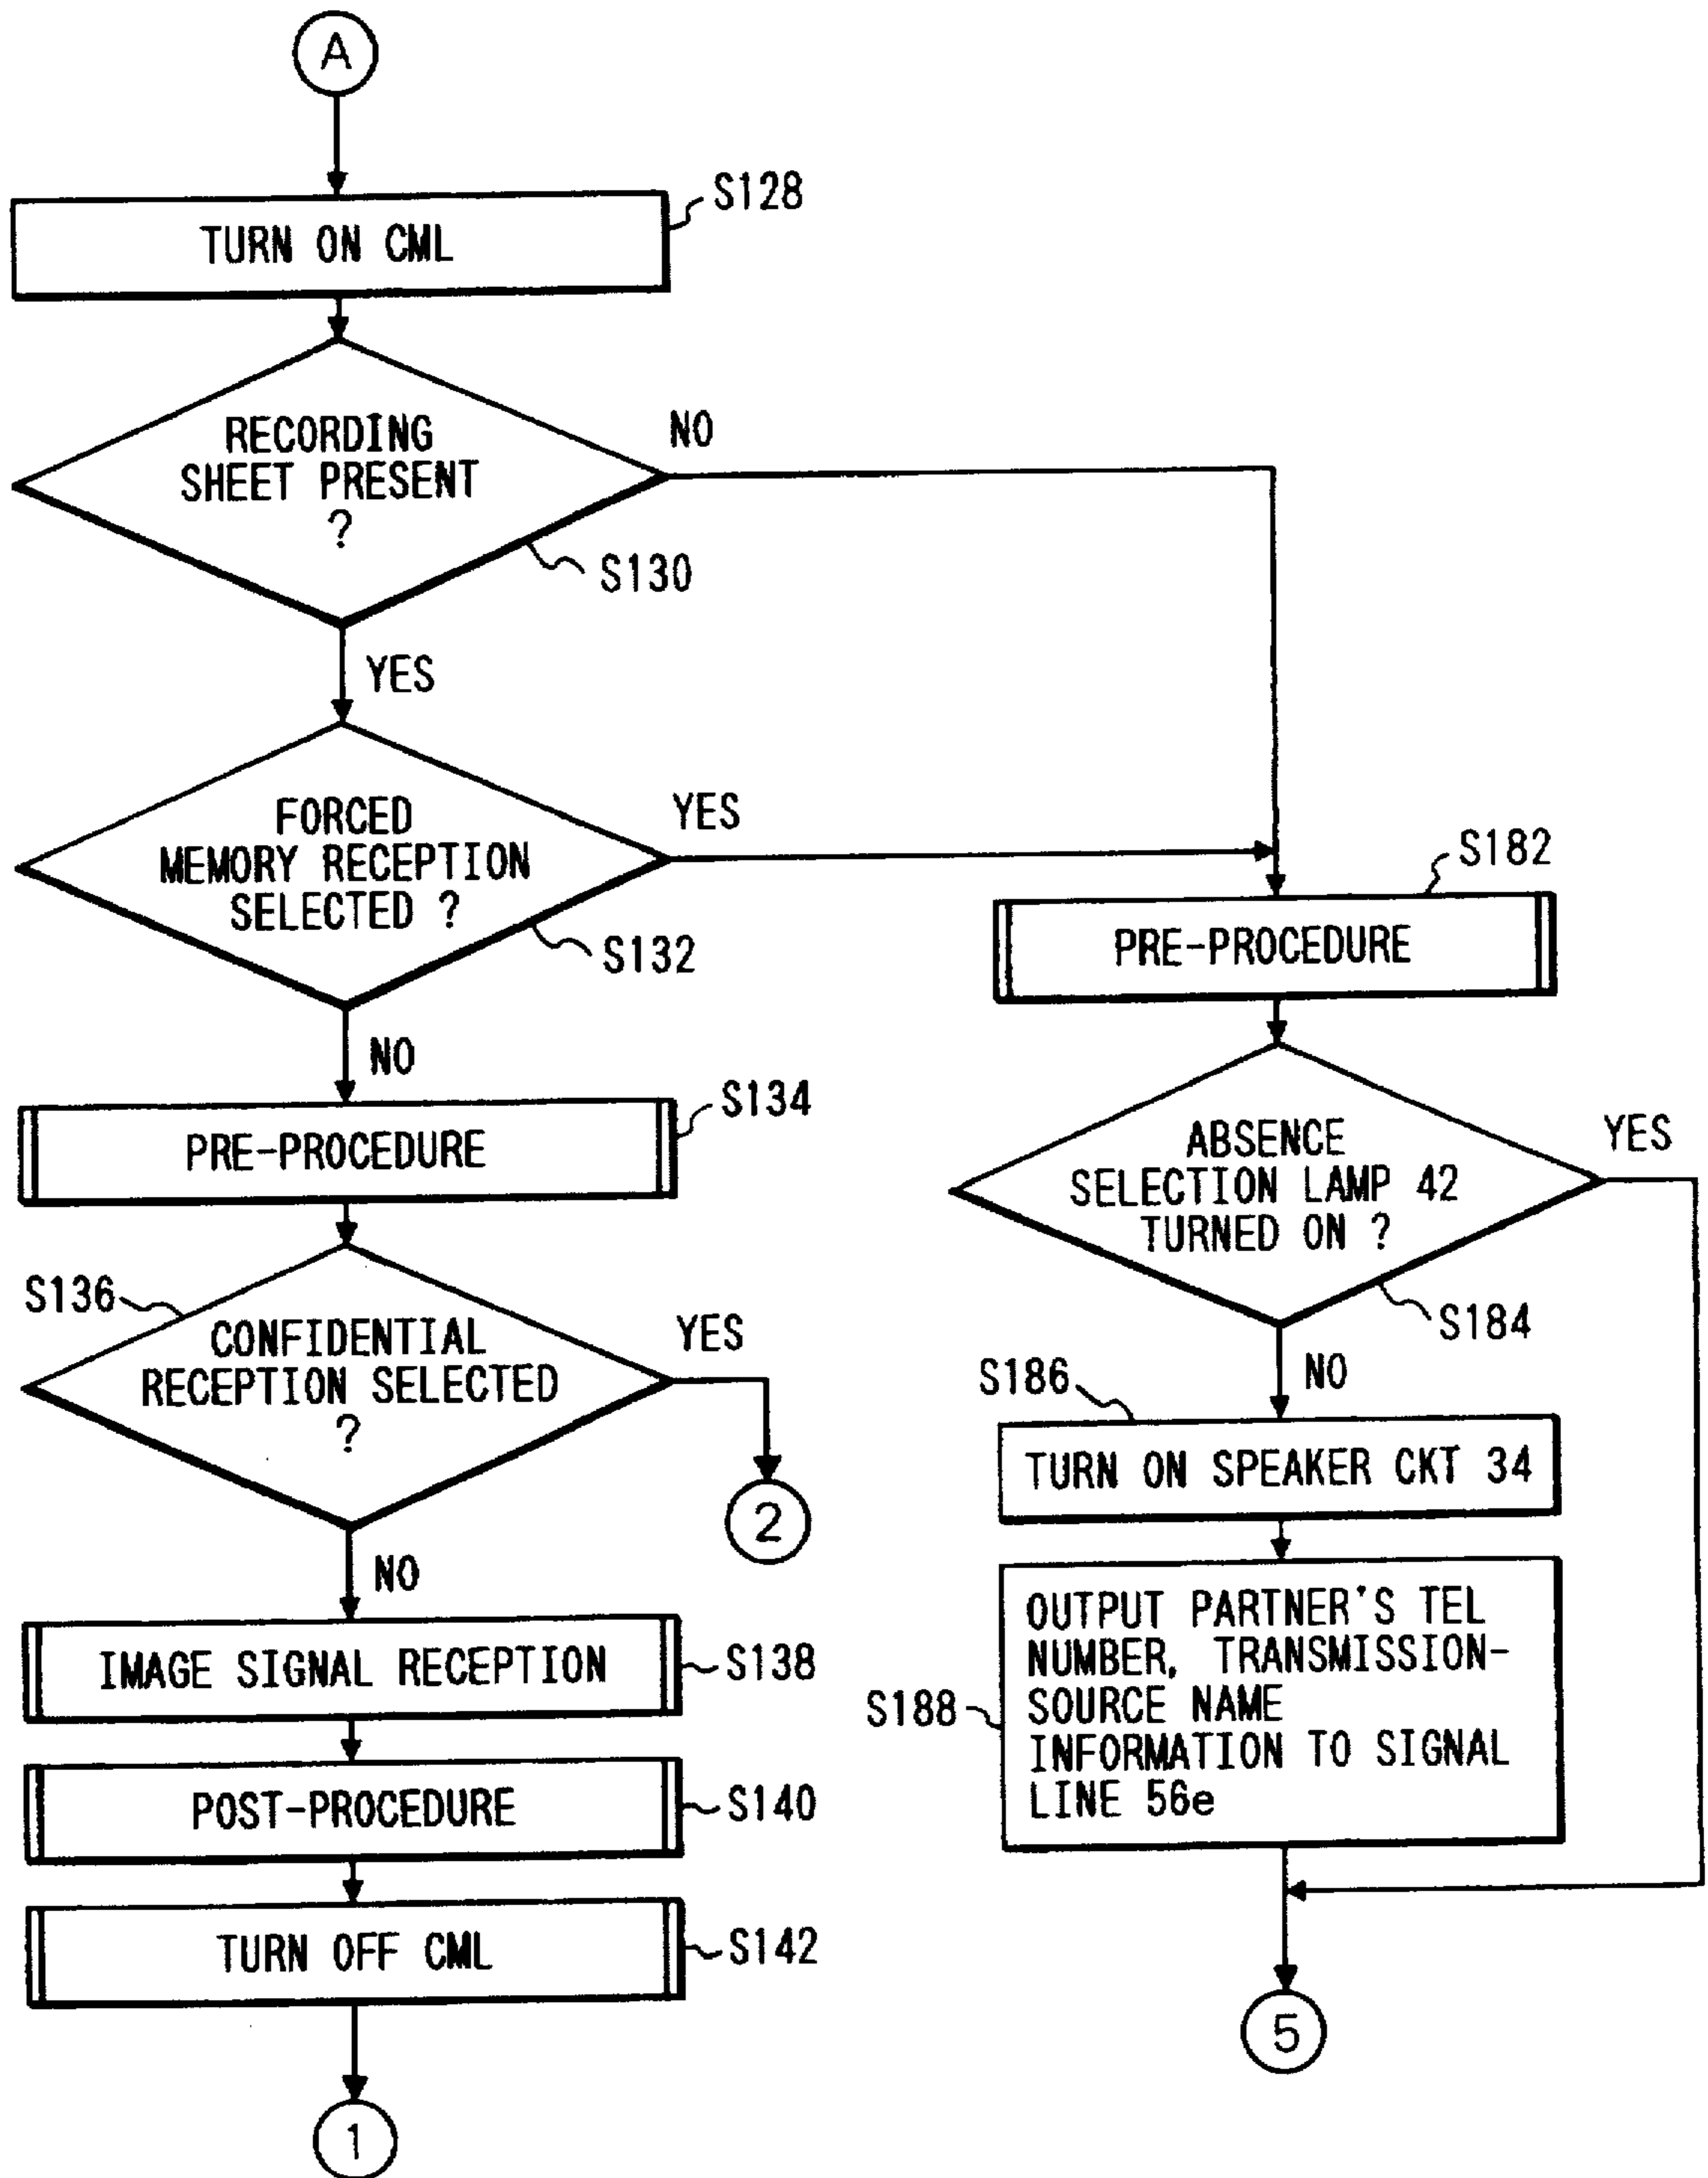 A
S128
TURN ON CML
RECORDING
SHEET PRESENT
?
NO
S130
YES
FORCED
MEMORY RECEPTION
SELECTED ?
YES
S132
NO
S134
PRE-PROCEDURE
S136
CONFIDENTIAL
RECEPTION SELECTED
?
YES
2
NO
IMAGE SIGNAL RECEPTION
S138
POST-PROCEDURE
S140
TURN OFF CML
S142
1
S182
PRE-PROCEDURE
ABSENCE
SELECTION LAMP 42
TURNED ON ?
YES
S184
NO
S186
TURN ON SPEAKER CKT 34
S188
OUTPUT PARTNER'S TEL
NUMBER, TRANSMISSION-
SOURCE NAME
INFORMATION TO SIGNAL
LINE 56e
5